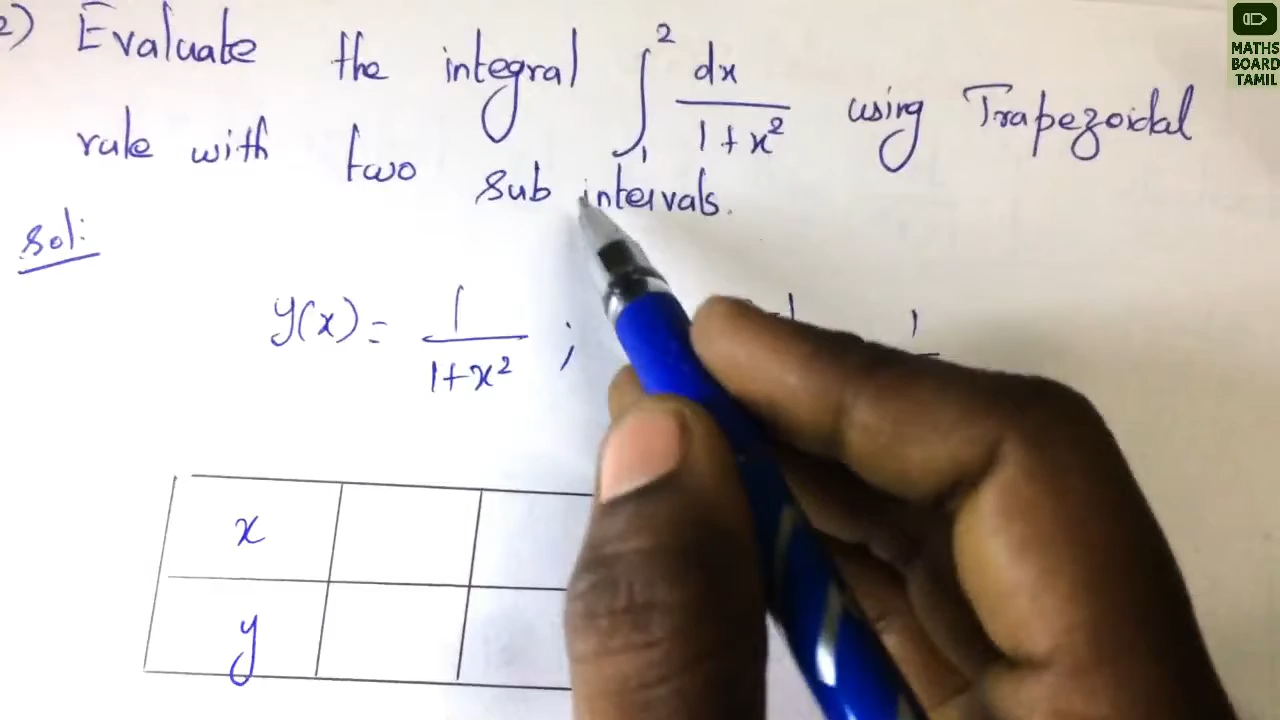 2) Evaluate the integral ∫₁² dx/(1+x²) using Trapezoidal
rule with two sub intervals.
sol:
y(x) = 1/(1+x²) ;
x
y
MATHS
BOARD
TAMIL